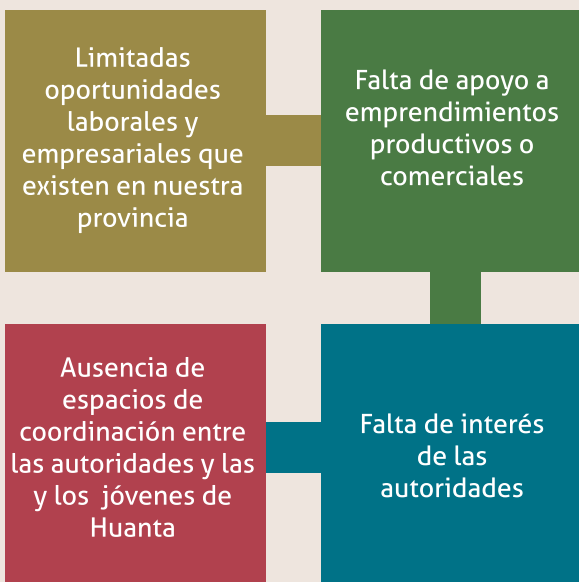 Limitadas
oportunidades
laborales y
empresariales que
existen en nuestra
provincia
Falta de apoyo a
emprendimientos
productivos o
comerciales
Ausencia de
espacios de
coordinación entre
las autoridades y las
y los jóvenes de
Huanta
Falta de interés
de las
autoridades